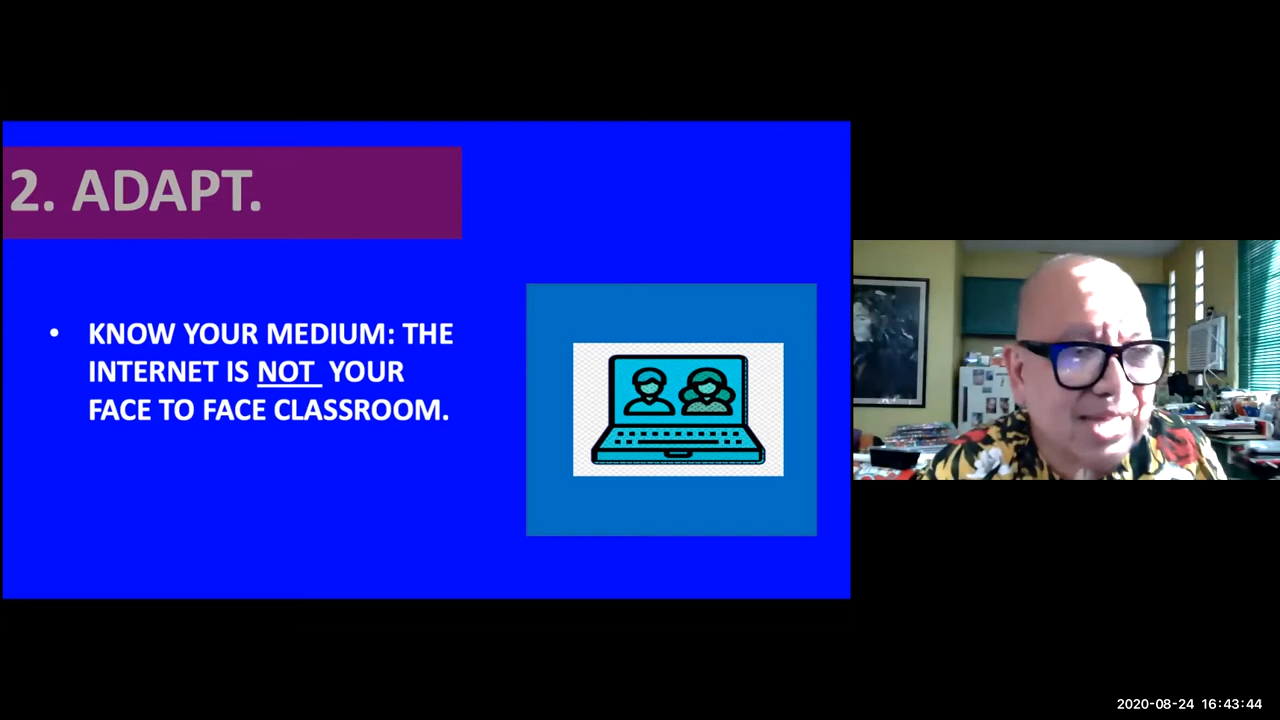 2. ADAPT.
• KNOW YOUR MEDIUM: THE
INTERNET IS NOT YOUR
FACE TO FACE CLASSROOM.
2020-08-24 16:43:44